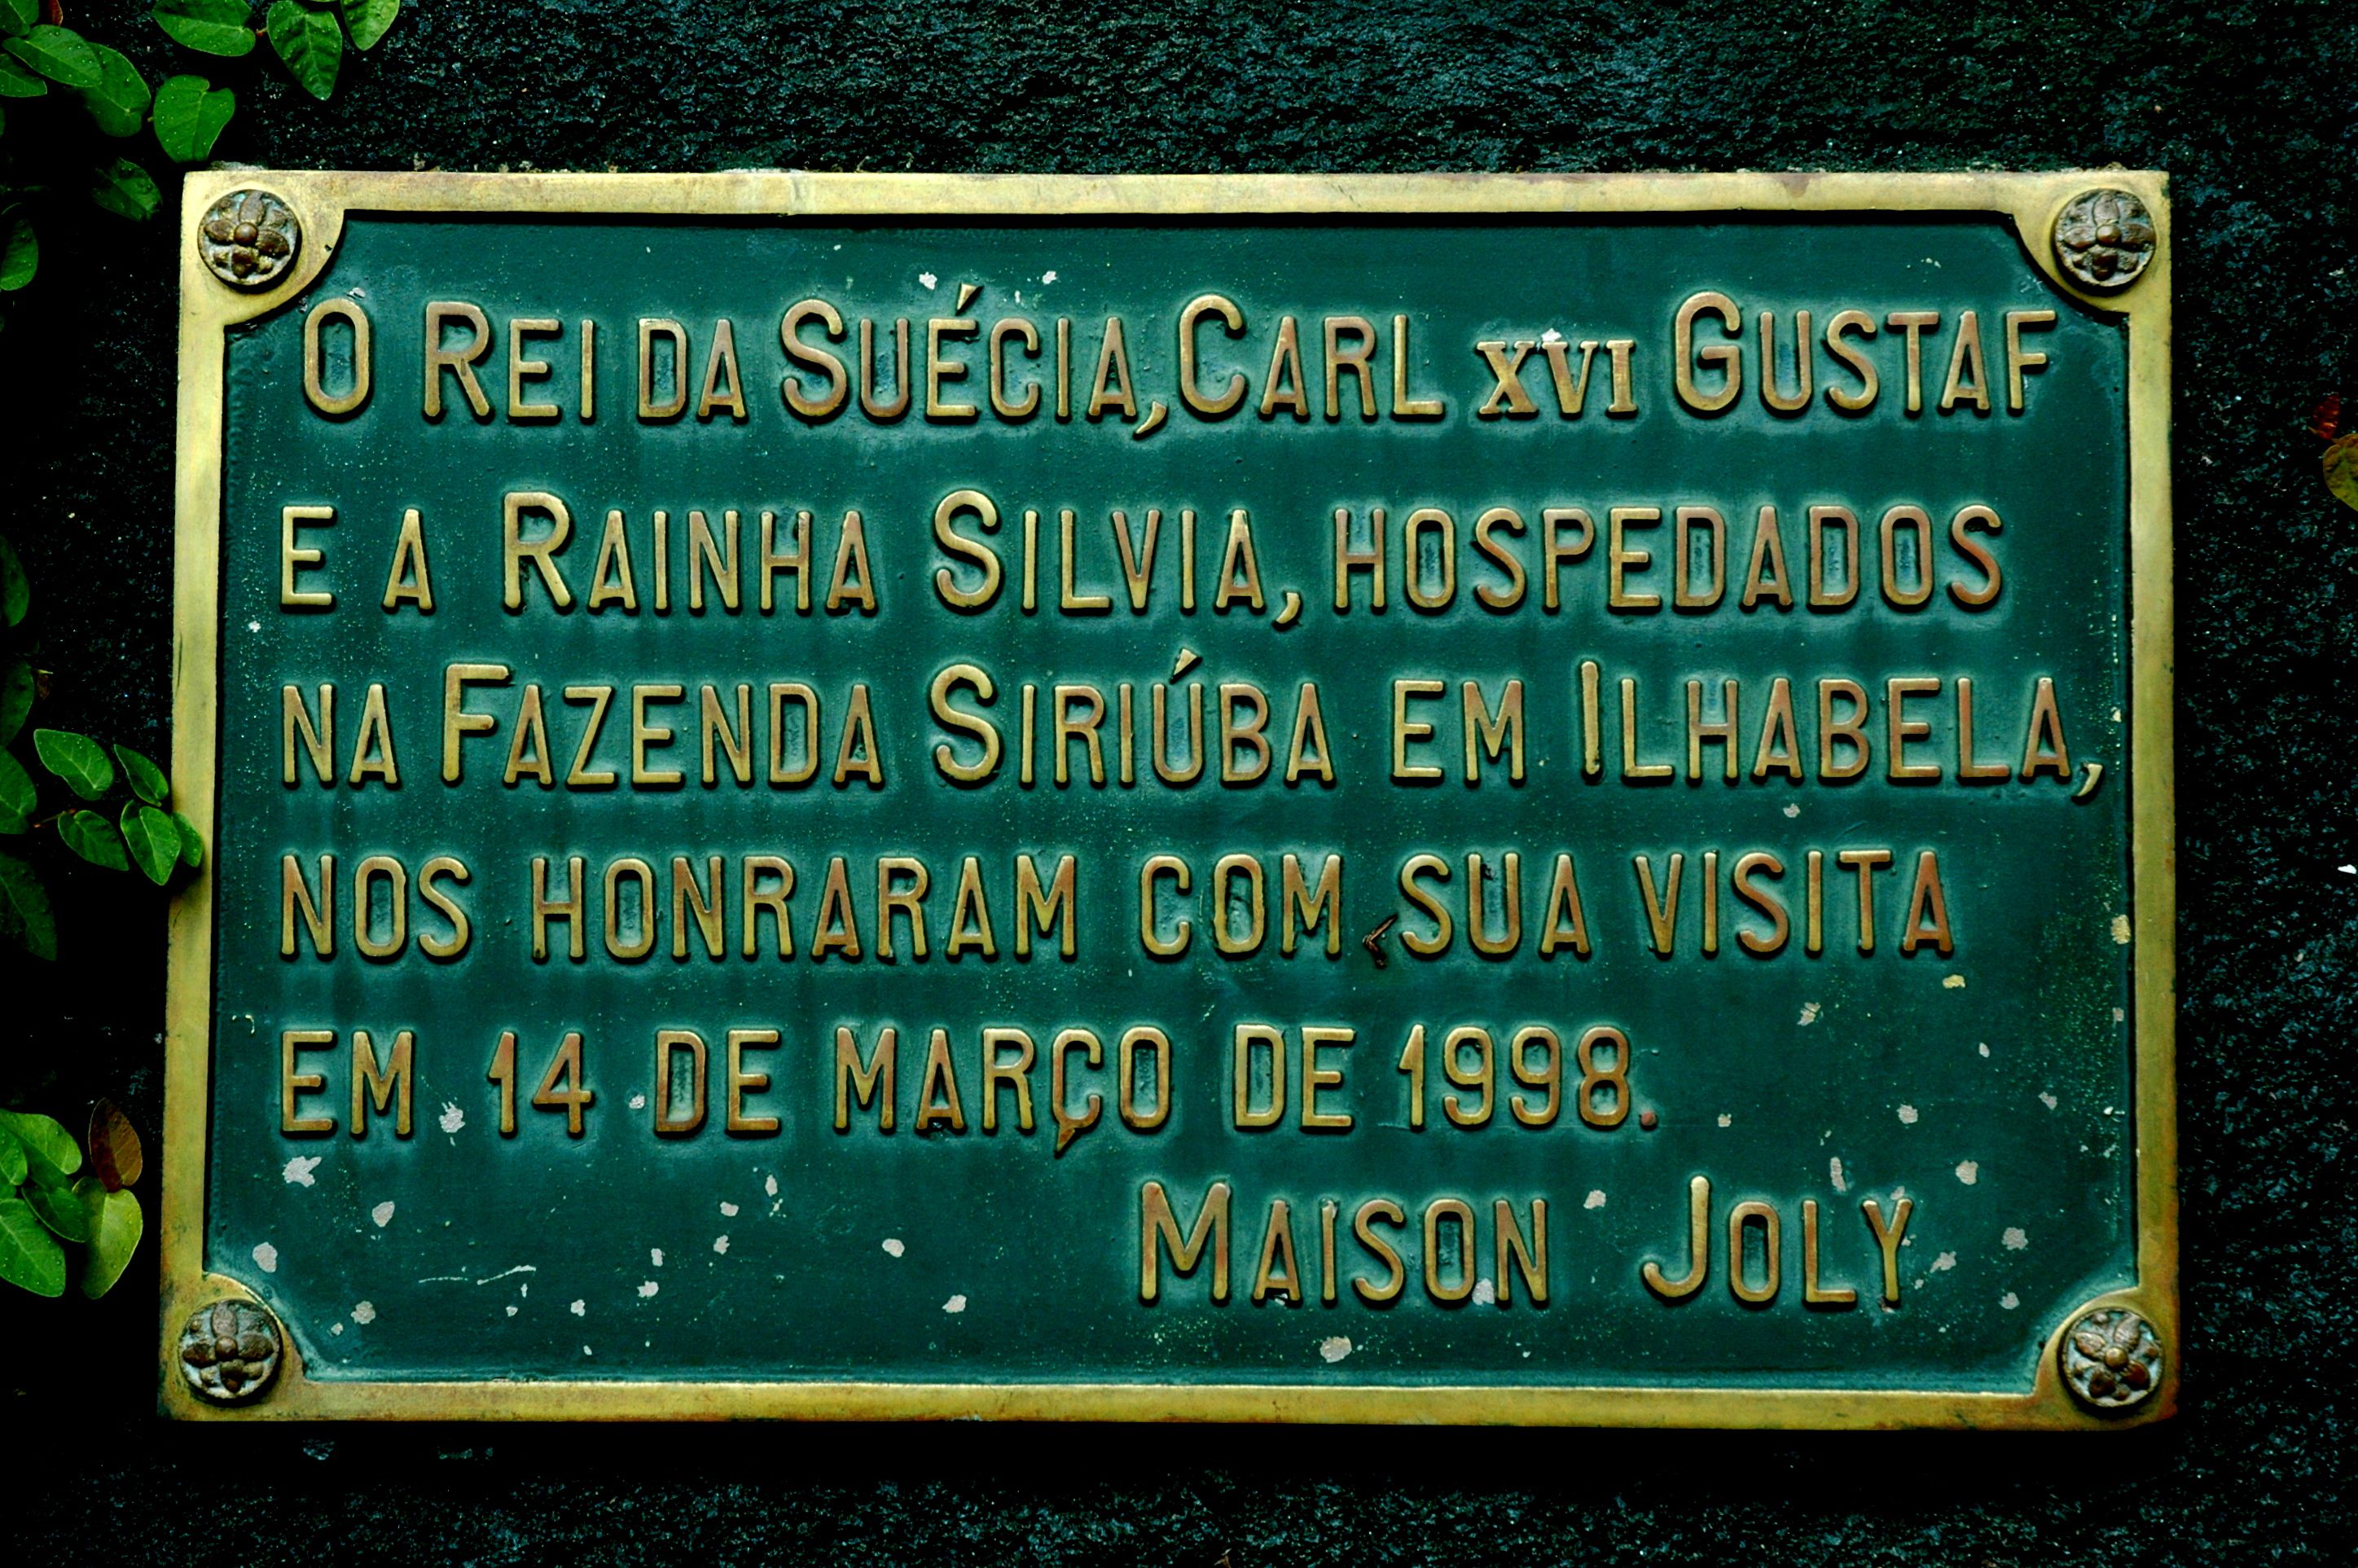 O REI DA SUÉCIA, CARL XVI GUSTAF
E A RAINHA SILVIA, HOSPEDADOS
NA FAZENDA SIRIÚBA EM ILHABELA,
NOS HONRARAM COM SUA VISITA
EM 14 DE MARÇO DE 1998.
MAISON JOLY